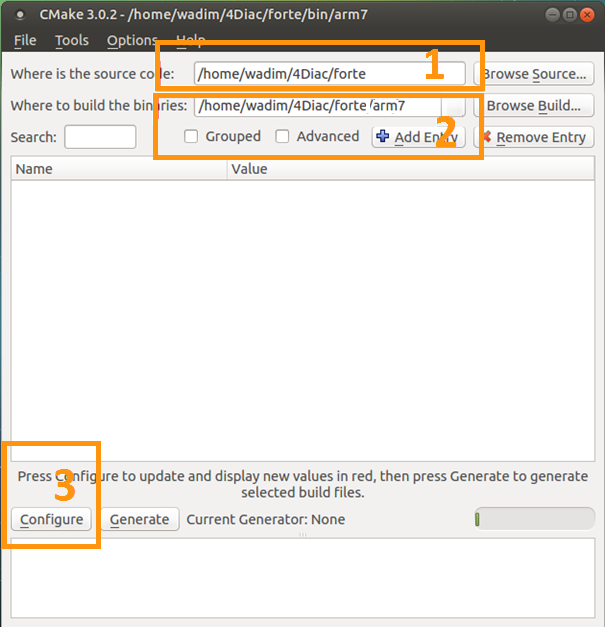 CMake 3.0.2 - /home/wadim/4Diac/forte/bin/arm7
File Tools Options Help
Where is the source code: /home/wadim/4Diac/forte 1 Browse Source...
Where to build the binaries: /home/wadim/4Diac/forte/arm7 Browse Build...
Search: Grouped Advanced Add Entry 2 Remove Entry
Name Value
Press Configure to update and display new values in red, then press Generate to generate
selected build files.
3
Configure Generate Current Generator: None